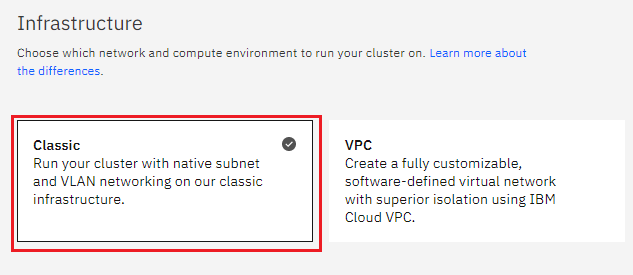 Infrastructure
Choose which network and compute environment to run your cluster on. Learn more about
the differences.
Classic
Run your cluster with native subnet
and VLAN networking on our classic
infrastructure.
VPC
Create a fully customizable,
software-defined virtual network
with superior isolation using IBM
Cloud VPC.